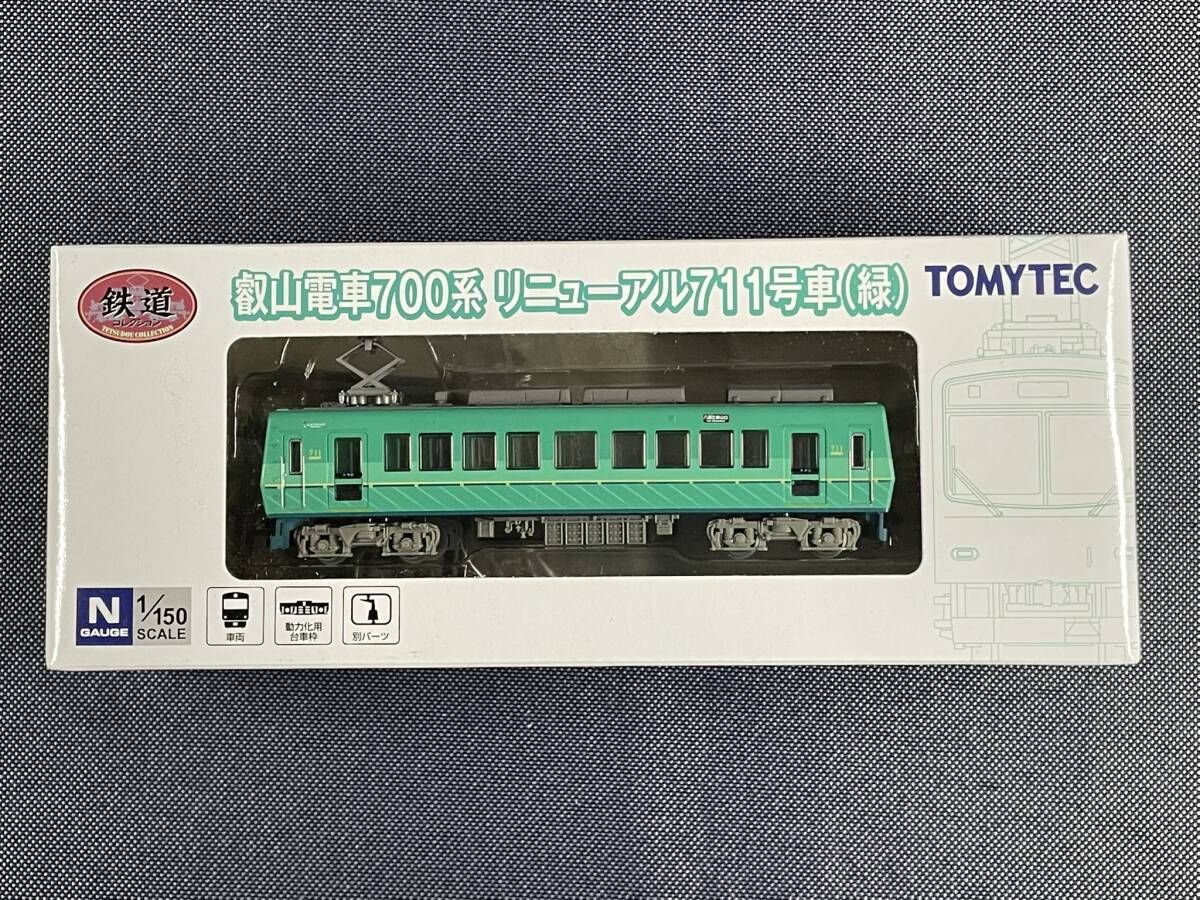 鉄道
コレクション
TETSUDOU COLLECTION
叡山電車700系 リニューアル711号車(緑)
TOMYTEC
711
711
N
GAUGE
1/150
SCALE
車両
動力化用
台車枠
別パーツ